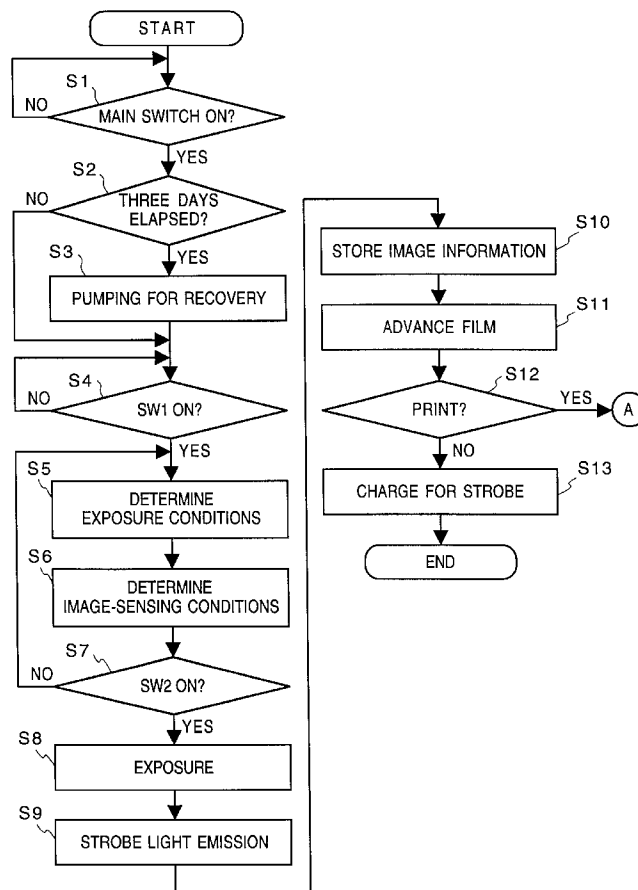 START
S1
MAIN SWITCH ON?
NO
YES
S2
THREE DAYS
ELAPSED?
NO
YES
S3
PUMPING FOR RECOVERY
S4
SW1 ON?
NO
YES
S5
DETERMINE
EXPOSURE CONDITIONS
S6
DETERMINE
IMAGE-SENSING CONDITIONS
S7
SW2 ON?
NO
YES
S8
EXPOSURE
S9
STROBE LIGHT EMISSION
S10
STORE IMAGE INFORMATION
S11
ADVANCE FILM
S12
PRINT?
YES
A
NO
S13
CHARGE FOR STROBE
END